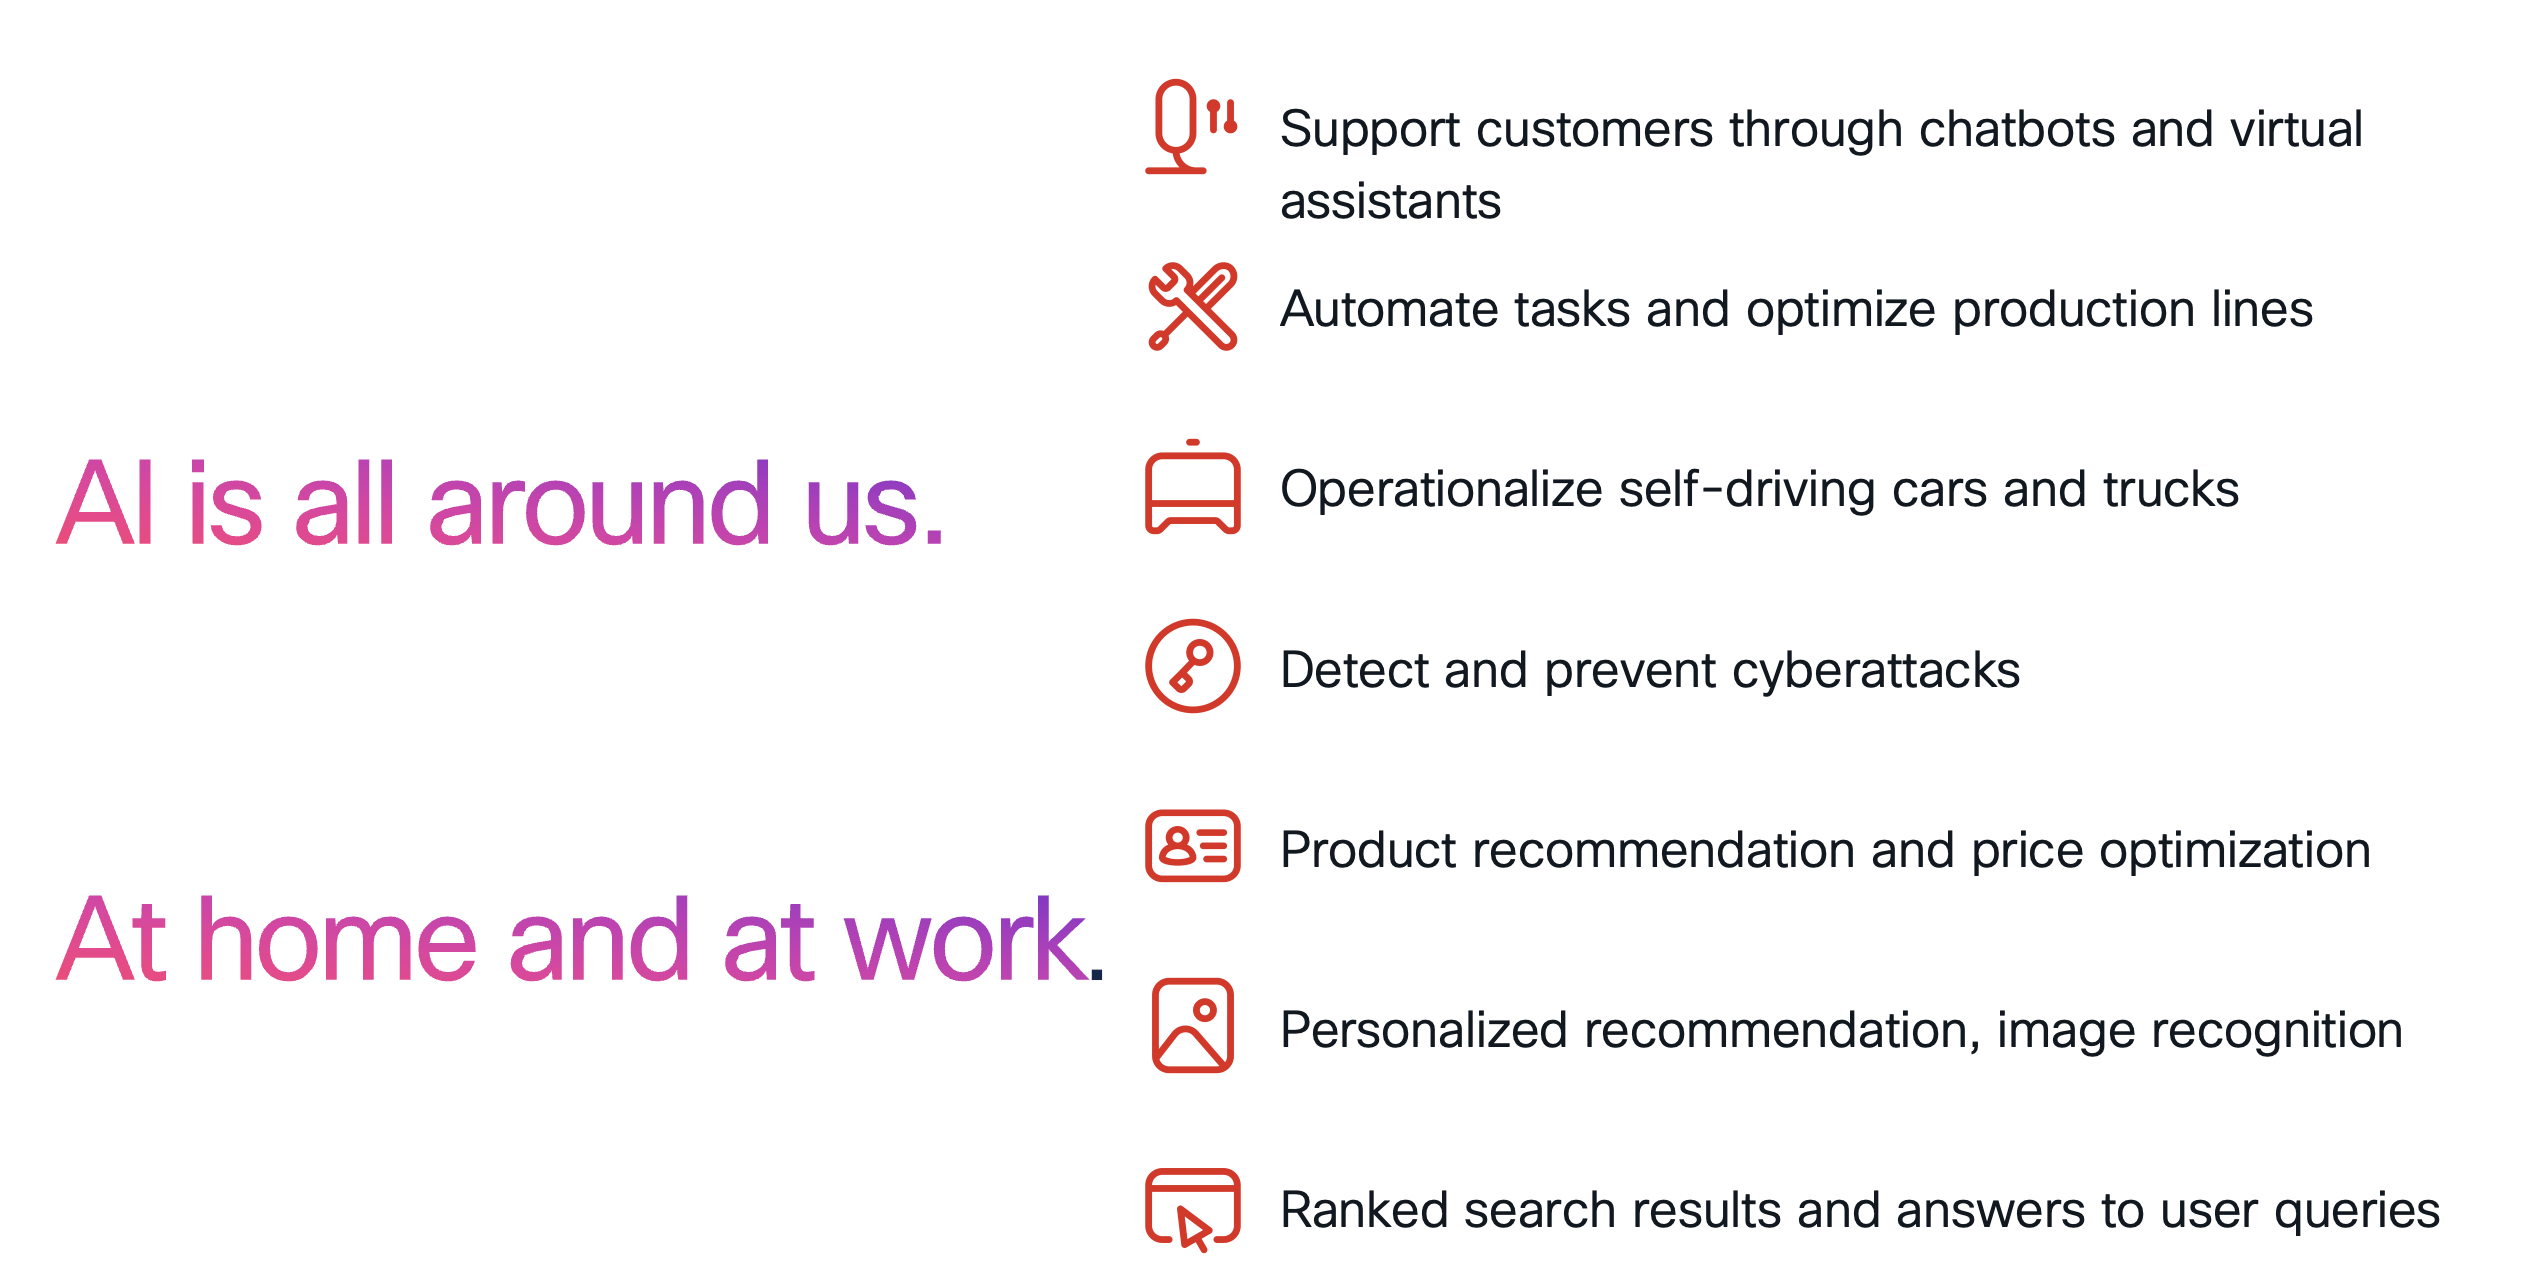 AI is all around us.
At home and at work.
Support customers through chatbots and virtual
assistants
Automate tasks and optimize production lines
Operationalize self-driving cars and trucks
Detect and prevent cyberattacks
Product recommendation and price optimization
Personalized recommendation, image recognition
Ranked search results and answers to user queries